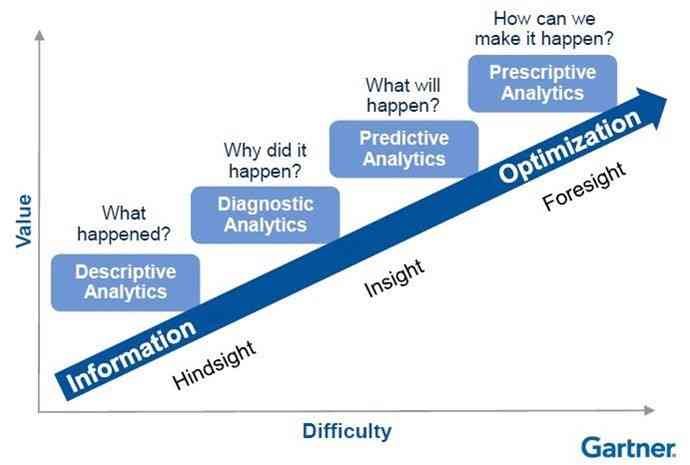 How can we
make it happen?
Prescriptive
Analytics
What will
happen?
Predictive
Analytics
Optimization
Why did it
happen?
Foresight
Diagnostic
Analytics
Value
What
happened?
Insight
Descriptive
Analytics
Information
Hindsight
Difficulty
Gartner.